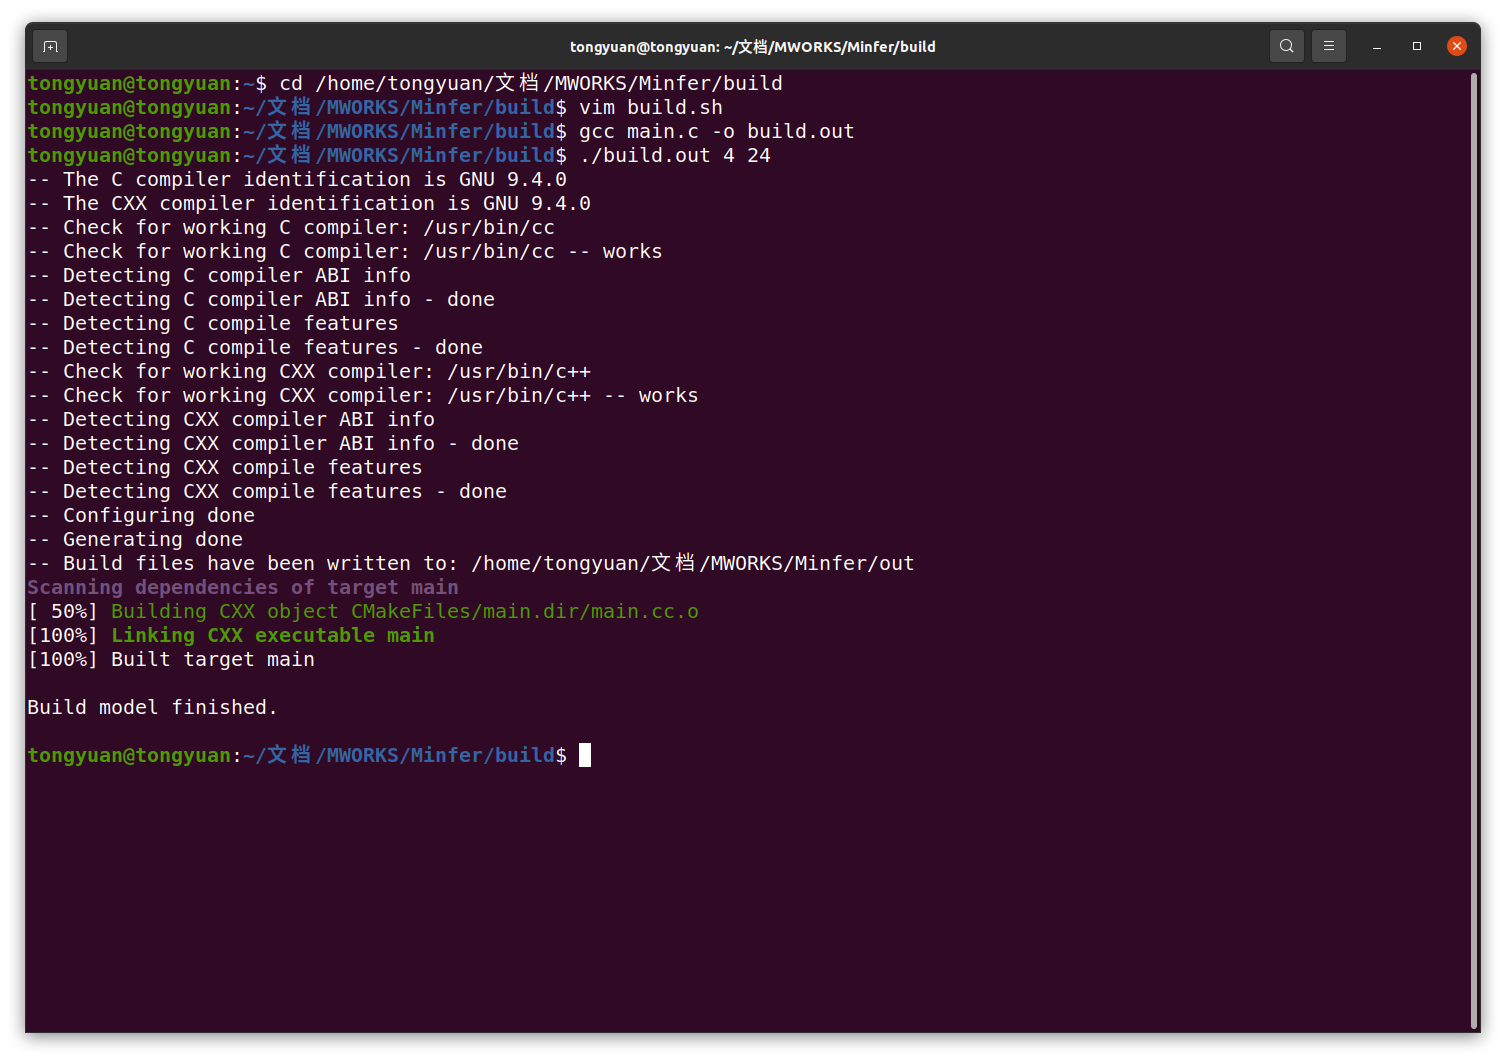 tongyuan@tongyuan: ~/文档/MWORKS/Minfer/build
tongyuan@tongyuan:~$ cd /home/tongyuan/文档/MWORKS/Minfer/build
tongyuan@tongyuan:~/文档/MWORKS/Minfer/build$ vim build.sh
tongyuan@tongyuan:~/文档/MWORKS/Minfer/build$ gcc main.c -o build.out
tongyuan@tongyuan:~/文档/MWORKS/Minfer/build$ ./build.out 4 24
-- The C compiler identification is GNU 9.4.0
-- The CXX compiler identification is GNU 9.4.0
-- Check for working C compiler: /usr/bin/cc
-- Check for working C compiler: /usr/bin/cc -- works
-- Detecting C compiler ABI info
-- Detecting C compiler ABI info - done
-- Detecting C compile features
-- Detecting C compile features - done
-- Check for working CXX compiler: /usr/bin/c++
-- Check for working CXX compiler: /usr/bin/c++ -- works
-- Detecting CXX compiler ABI info
-- Detecting CXX compiler ABI info - done
-- Detecting CXX compile features
-- Detecting CXX compile features - done
-- Configuring done
-- Generating done
-- Build files have been written to: /home/tongyuan/文档/MWORKS/Minfer/out
Scanning dependencies of target main
[ 50%] Building CXX object CMakeFiles/main.dir/main.cc.o
[100%] Linking CXX executable main
[100%] Built target main
Build model finished.
tongyuan@tongyuan:~/文档/MWORKS/Minfer/build$